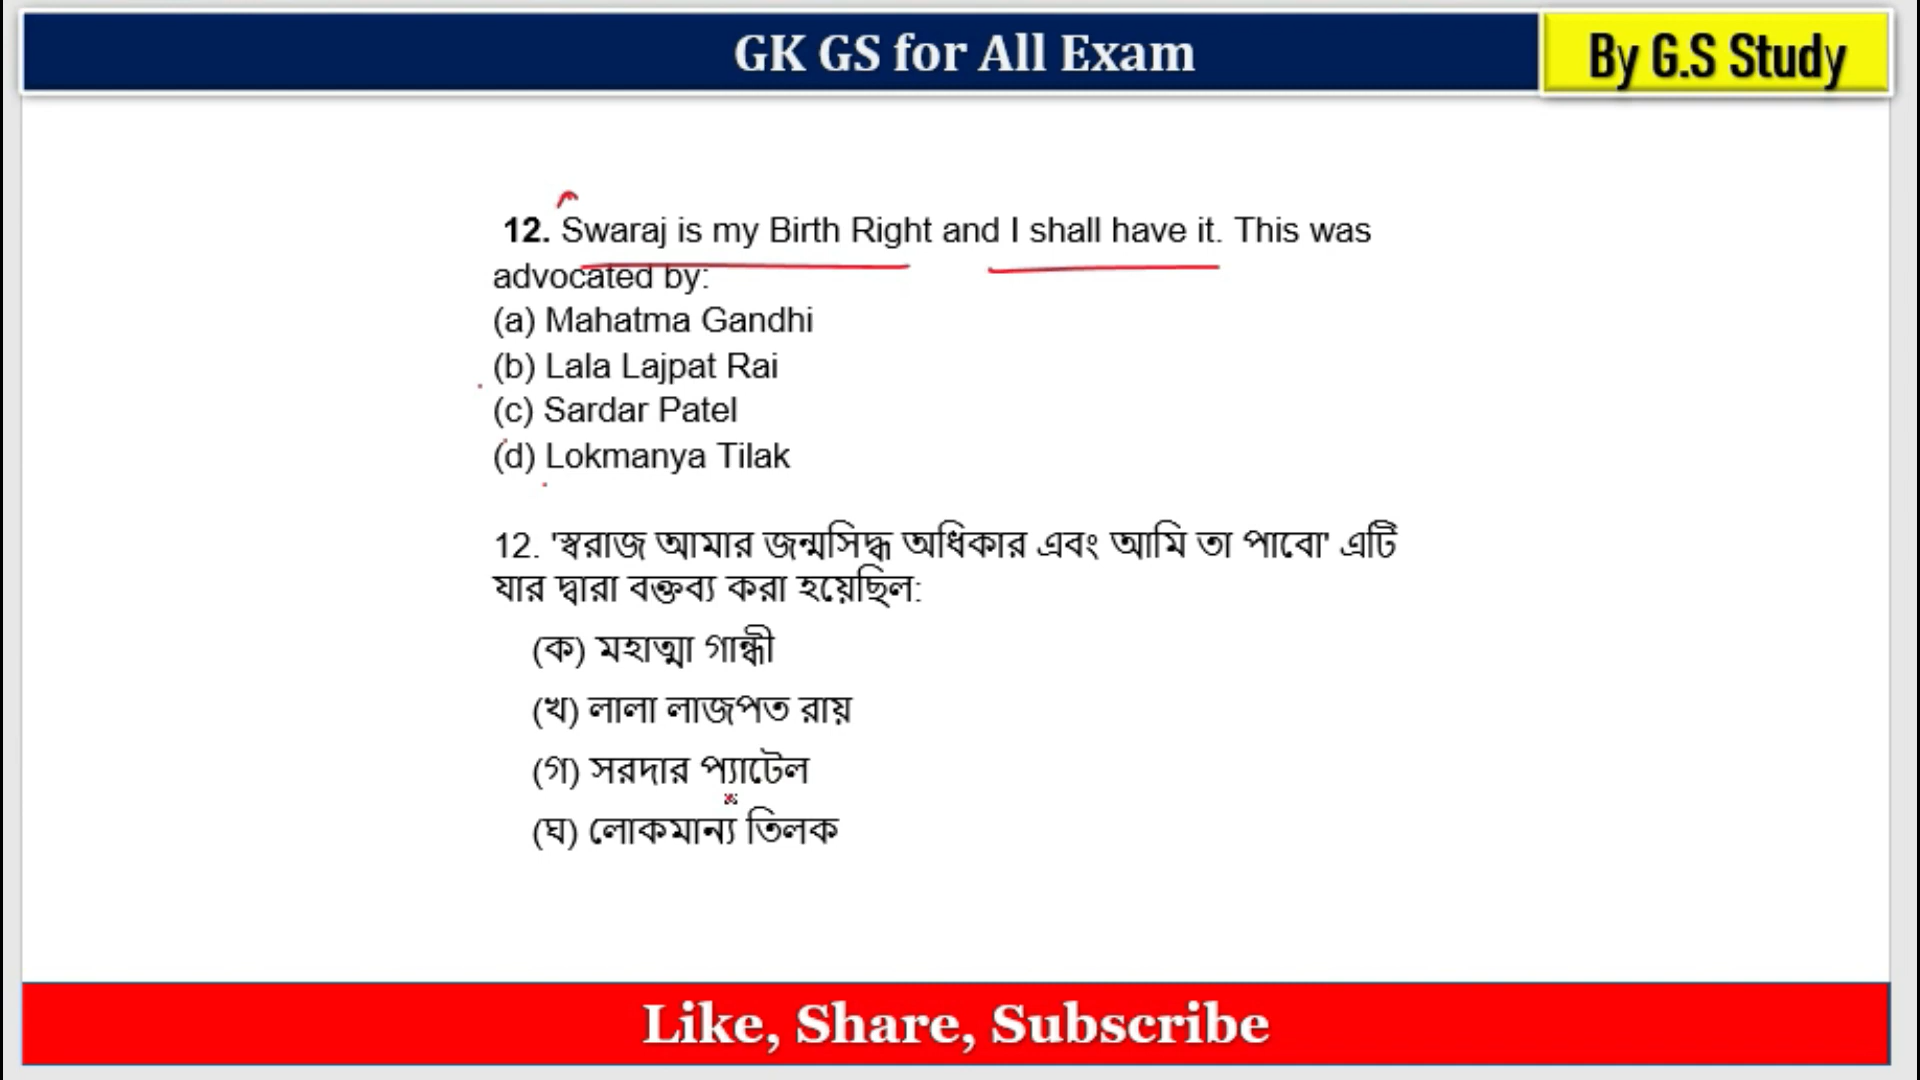 GK GS for All Exam
By G.S Study
12. Swaraj is my Birth Right and I shall have it. This was
advocated by:
(a) Mahatma Gandhi
(b) Lala Lajpat Rai
(c) Sardar Patel
(d) Lokmanya Tilak
12. 'স্বরাজ আমার জন্মসিদ্ধ অধিকার এবং আমি তা পাবো' এটি
যার দ্বারা বক্তব্য করা হয়েছিল:
(ক) মহাত্মা গান্ধী
(খ) লালা লাজপত রায়
(গ) সরদার প্যাটেল
(ঘ) লোকমান্য তিলক
Like, Share, Subscribe